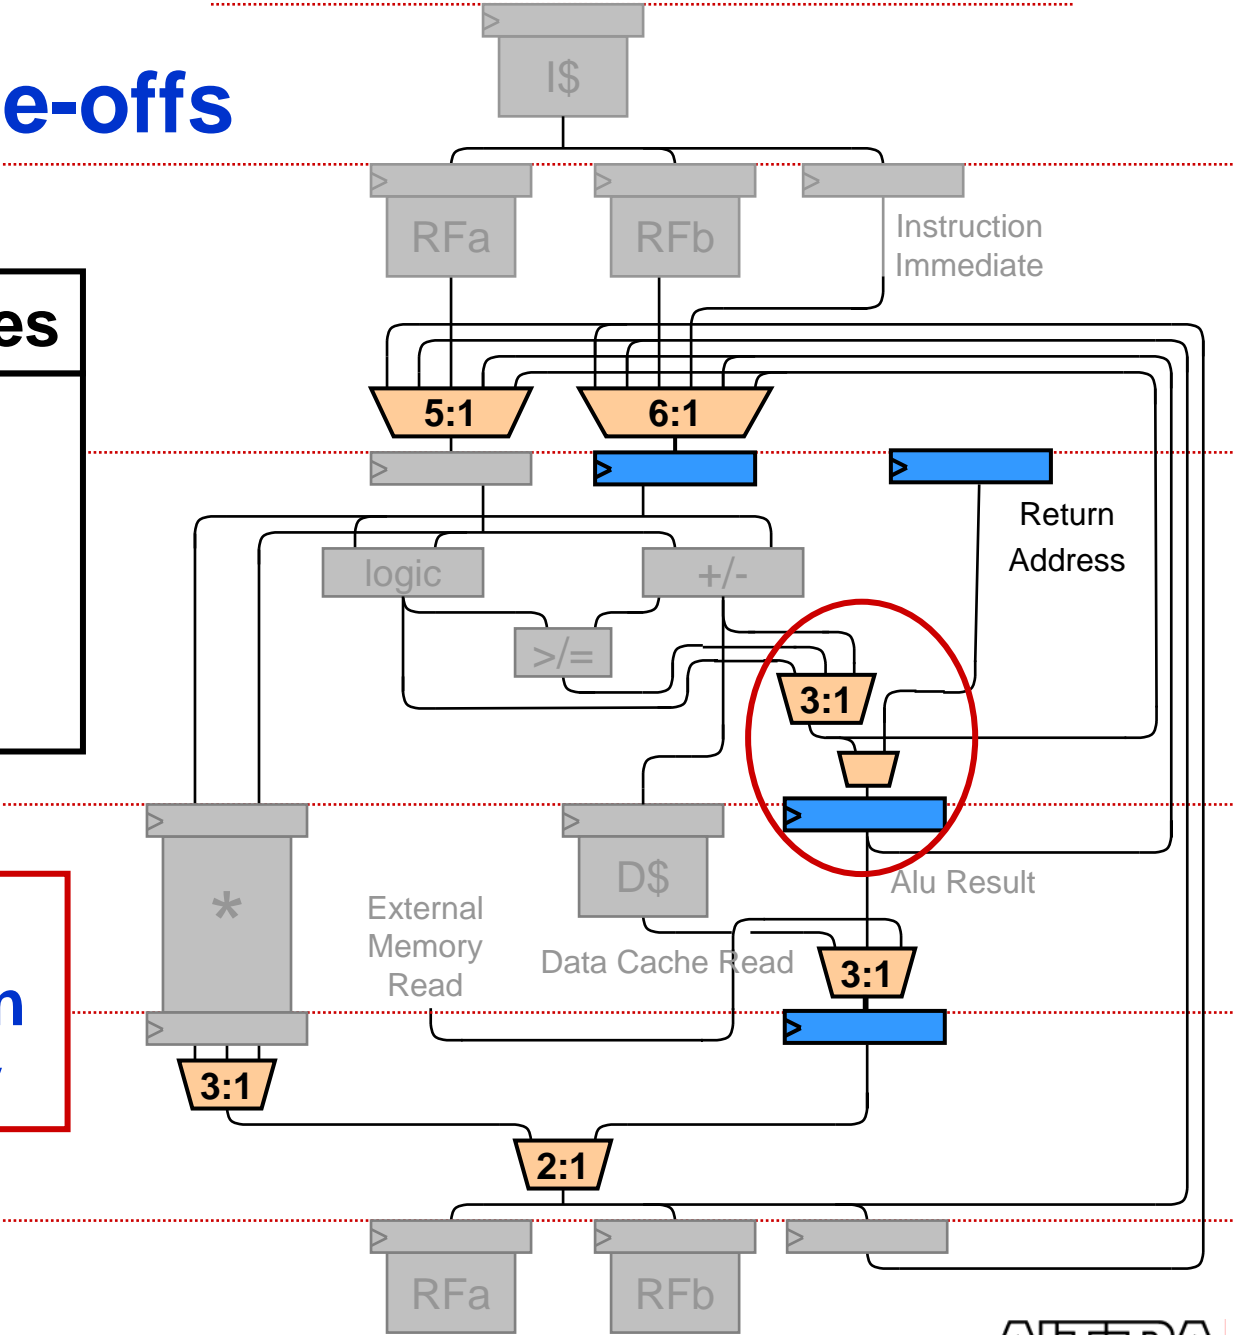 I$
e-offs
RFa
RFb
Instruction
Immediate
es
5:1
6:1
Return
Address
logic
+/-
>/=
3:1
*
D$
Alu Result
External
Memory
Read
Data Cache Read
3:1
n
3:1
2:1
RFa
RFb